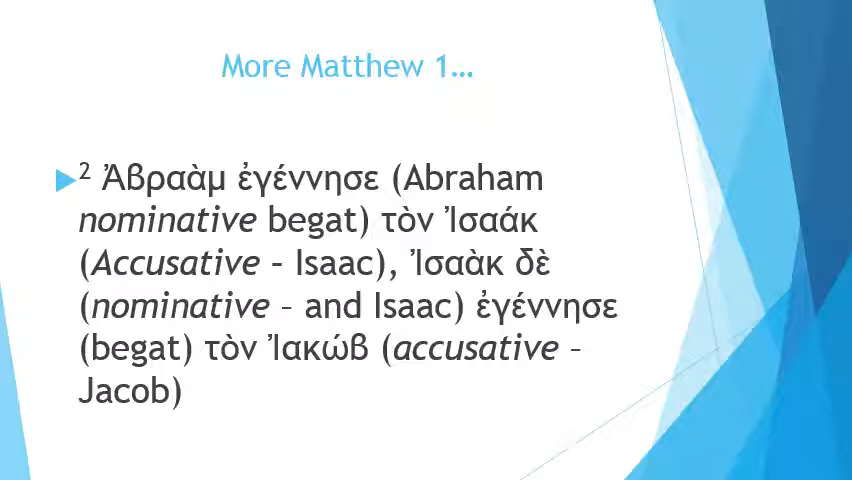 More Matthew 1…
2 Ἀβραὰμ ἐγέννησε (Abraham
nominative begat) τὸν Ἰσαάκ
(Accusative – Isaac), Ἰσαὰκ δὲ
(nominative – and Isaac) ἐγέννησε
(begat) τὸν Ἰακώβ (accusative –
Jacob)